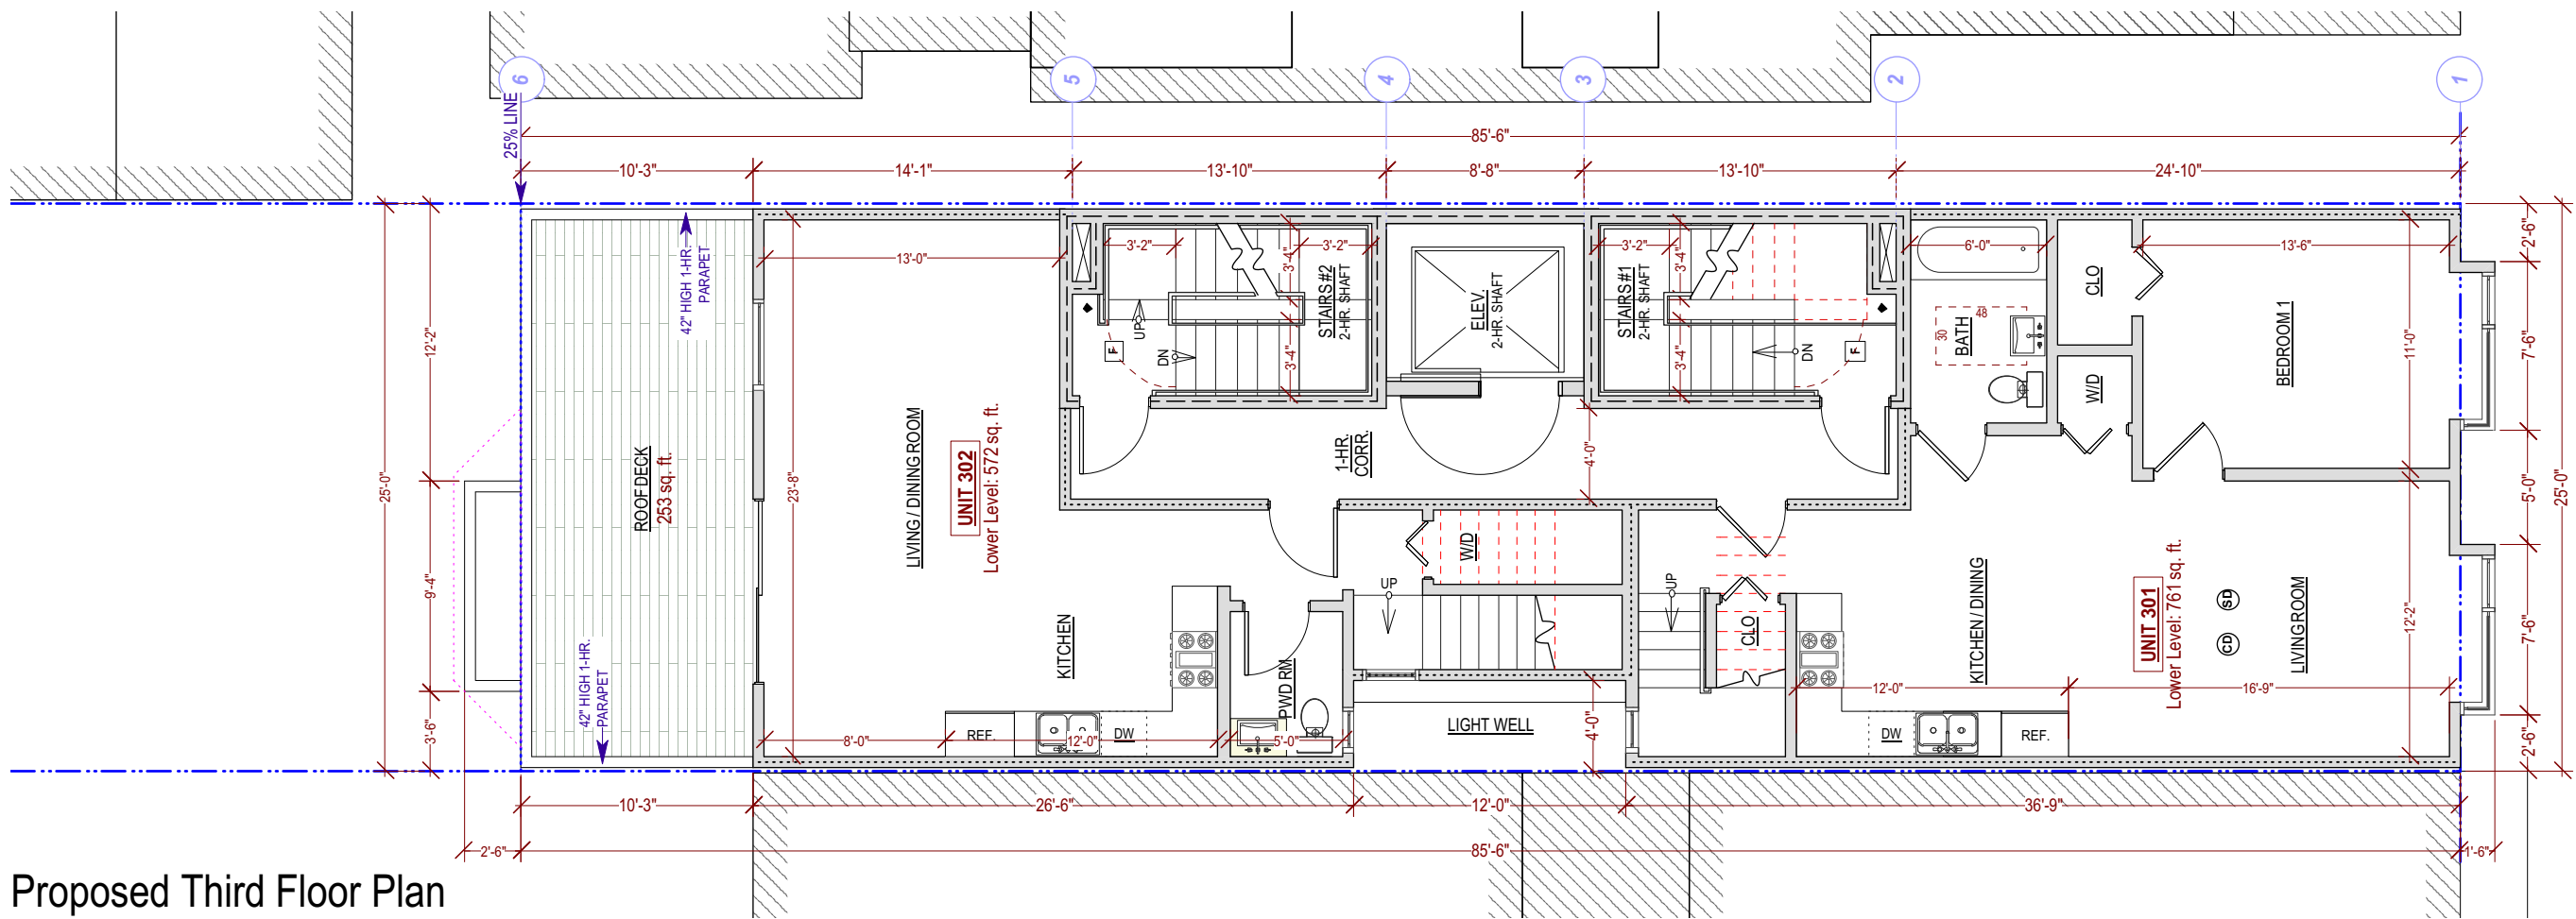 6
5
4
3
2
1
25% LINE
85'-6"
10'-3"
14'-1"
13'-10"
8'-8"
13'-10"
24'-10"
25'-0"
12'-2"
9'-4"
3'-6"
42" HIGH 1-HR.
PARAPET
ROOF DECK
253 sq. ft.
42" HIGH 1-HR.
PARAPET
13'-0"
23'-8"
LIVING / DINING ROOM
UNIT 302
Lower Level: 572 sq. ft.
KITCHEN
8'-0"
REF.
12'-0"
DW
PWD RM
5'-0"
3'-2"
3'-4"
3'-2"
STAIRS#2
2-HR. SHAFT
UP
DN
F
3'-4"
ELEV.
2-HR. SHAFT
3'-2"
3'-4"
STAIRS#1
2-HR. SHAFT
3'-4"
DN
F
1-HR.
CORR.
4'-0"
W/D
UP
UP
CLO
LIGHT WELL
4'-0"
6'-0"
BATH
30
48
CLO
W/D
13'-6"
BEDROOM 1
11'-0"
KITCHEN / DINING
UNIT 301
Lower Level: 761 sq. ft.
SD
CD
LIVINGROOM
12'-2"
12'-0"
16'-9"
DW
REF.
2'-6"
7'-6"
5'-0"
7'-6"
2'-6"
25'-0"
10'-3"
26'-6"
12'-0"
36'-9"
2'-6"
85'-6"
1'-6"
Proposed Third Floor Plan